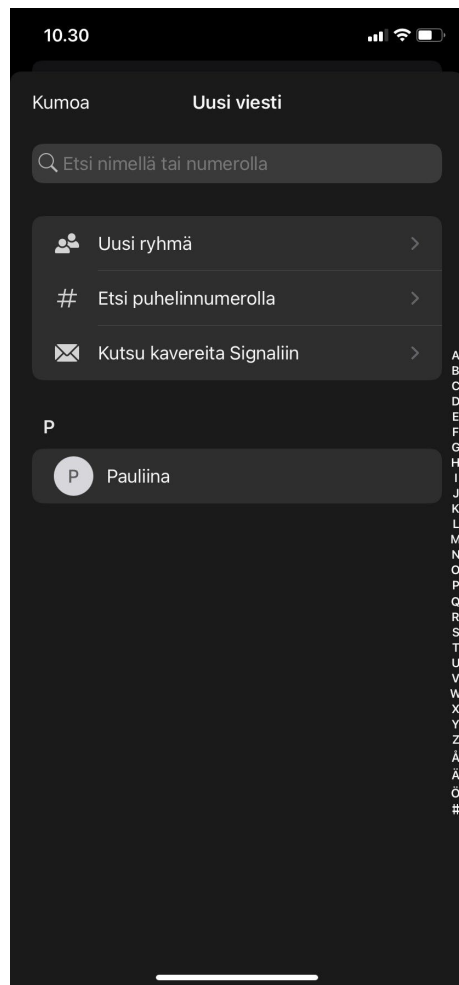 10.30
Kumoa Uusi viesti
Etsi nimellä tai numerolla
Uusi ryhmä
# Etsi puhelinnumerolla
Kutsu kavereita Signaliin
P
P Pauliina
A
B
C
D
E
F
G
H
I
J
K
L
M
N
O
P
Q
R
S
T
U
V
W
X
Y
Z
Å
Ä
Ö
#